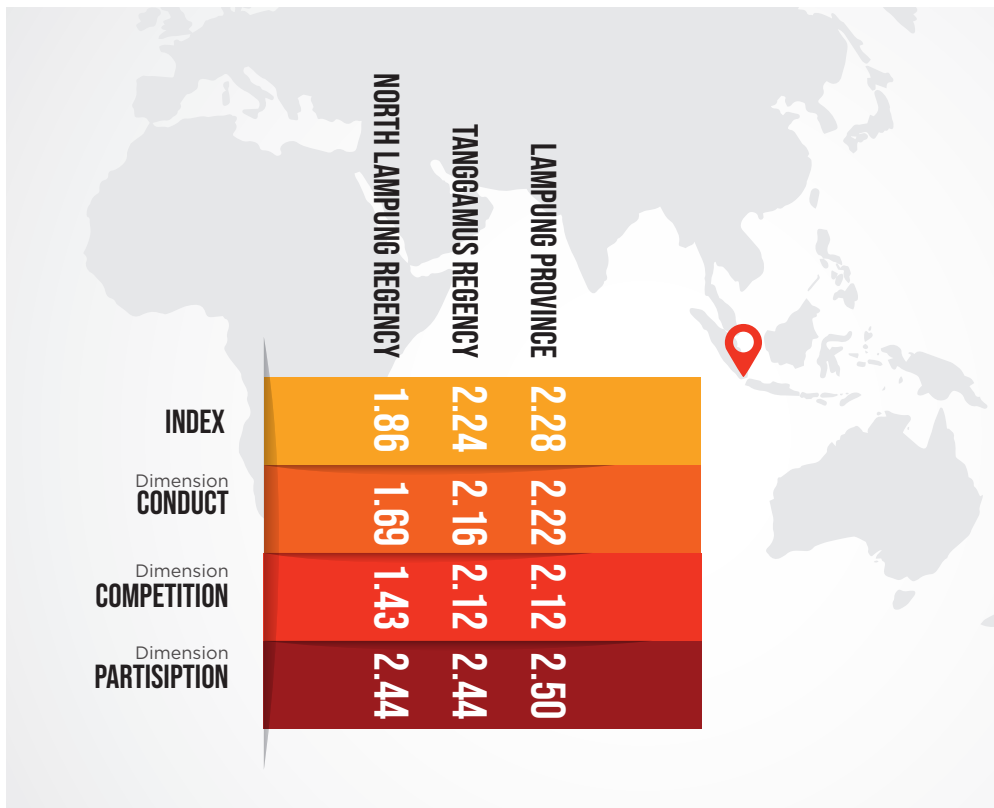 NORTH LAMPUNG REGENCY
TANGGAMUS REGENCY
LAMPUNG PROVINCE
INDEX
1.86
2.24
2.28
Dimension
CONDUCT
1.69
2.16
2.22
Dimension
COMPETITION
1.43
2.12
2.12
Dimension
PARTISIPTION
2.44
2.44
2.50